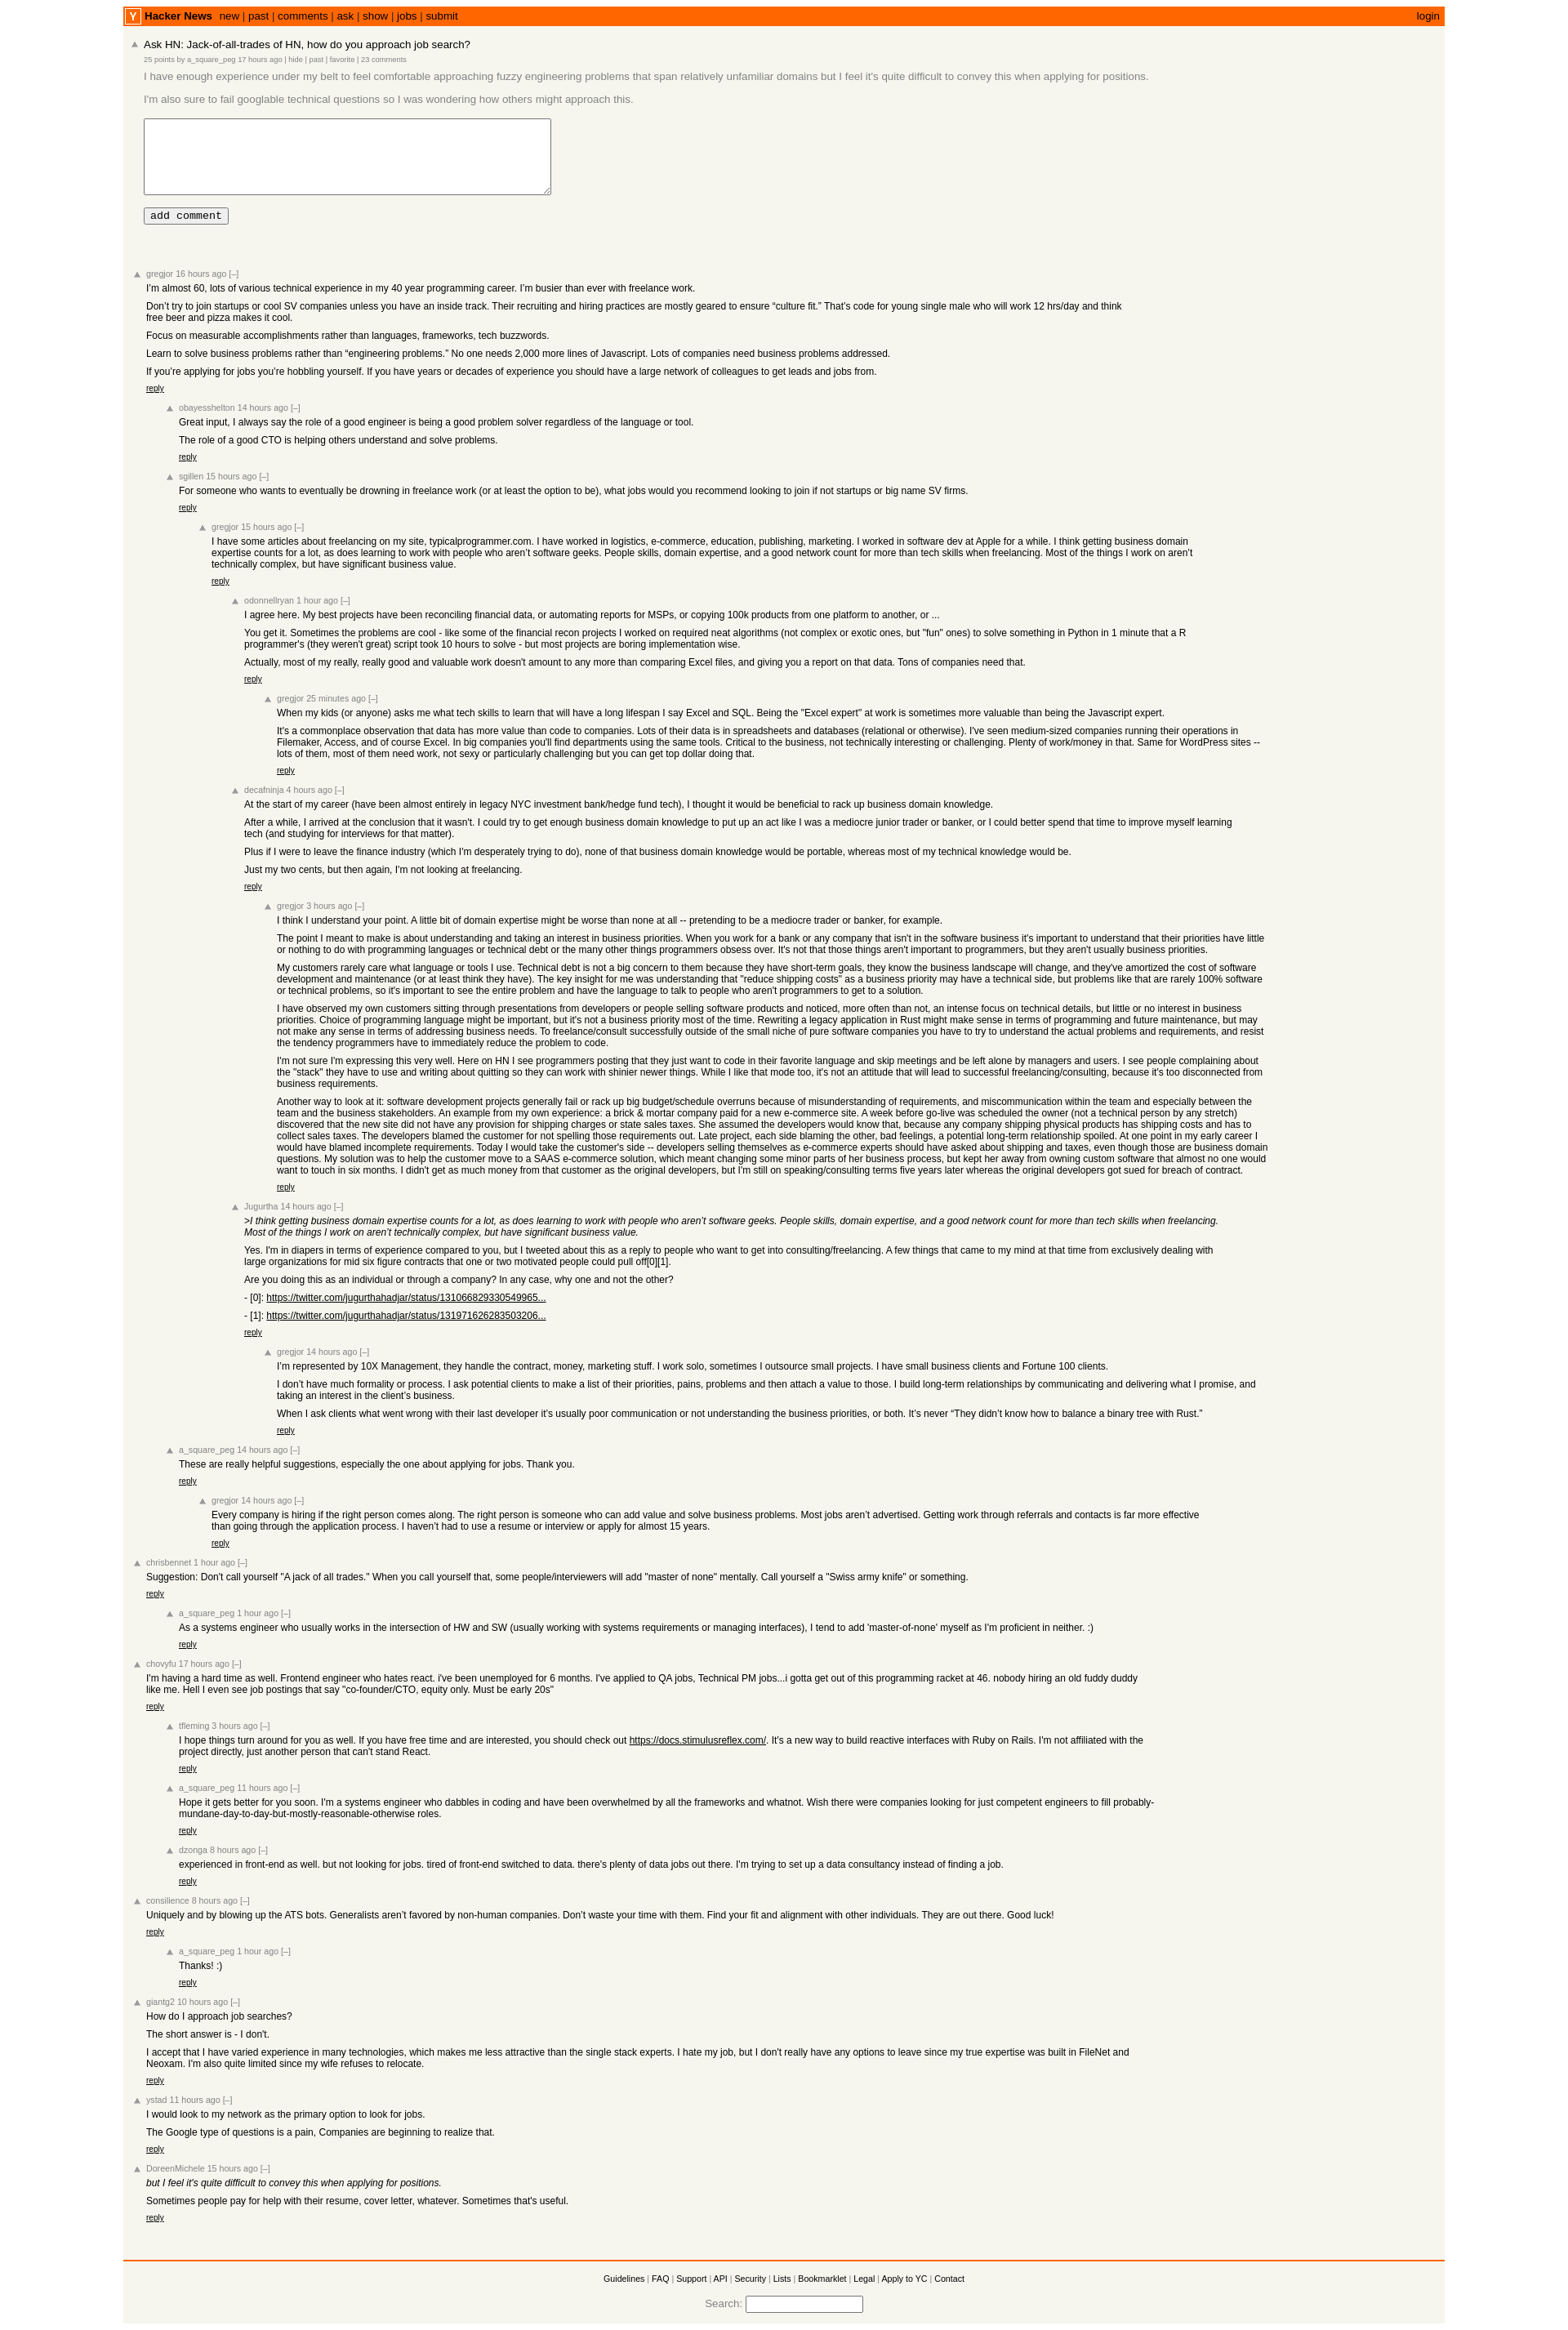 Y Hacker News new | past | comments | ask | show | jobs | submit login
Ask HN: Jack-of-all-trades of HN, how do you approach job search?
25 points by a_square_peg 17 hours ago | hide | past | favorite | 23 comments
I have enough experience under my belt to feel comfortable approaching fuzzy engineering problems that span relatively unfamiliar domains but I feel it's quite difficult to convey this when applying for positions.
I'm also sure to fail googlable technical questions so I was wondering how others might approach this.
add comment
gregjor 16 hours ago [–]
I’m almost 60, lots of various technical experience in my 40 year programming career. I’m busier than ever with freelance work.
Don’t try to join startups or cool SV companies unless you have an inside track. Their recruiting and hiring practices are mostly geared to ensure “culture fit.” That’s code for young single male who will work 12 hrs/day and think
free beer and pizza makes it cool.
Focus on measurable accomplishments rather than languages, frameworks, tech buzzwords.
Learn to solve business problems rather than “engineering problems.” No one needs 2,000 more lines of Javascript. Lots of companies need business problems addressed.
If you’re applying for jobs you’re hobbling yourself. If you have years or decades of experience you should have a large network of colleagues to get leads and jobs from.
reply
obayesshelton 14 hours ago [–]
Great input, I always say the role of a good engineer is being a good problem solver regardless of the language or tool.
The role of a good CTO is helping others understand and solve problems.
reply
sgillen 15 hours ago [–]
For someone who wants to eventually be drowning in freelance work (or at least the option to be), what jobs would you recommend looking to join if not startups or big name SV firms.
reply
gregjor 15 hours ago [–]
I have some articles about freelancing on my site, typicalprogrammer.com. I have worked in logistics, e-commerce, education, publishing, marketing. I worked in software dev at Apple for a while. I think getting business domain
expertise counts for a lot, as does learning to work with people who aren’t software geeks. People skills, domain expertise, and a good network count for more than tech skills when freelancing. Most of the things I work on aren’t
technically complex, but have significant business value.
reply
odonnellryan 1 hour ago [–]
I agree here. My best projects have been reconciling financial data, or automating reports for MSPs, or copying 100k products from one platform to another, or ...
You get it. Sometimes the problems are cool - like some of the financial recon projects I worked on required neat algorithms (not complex or exotic ones, but "fun" ones) to solve something in Python in 1 minute that a R
programmer's (they weren't great) script took 10 hours to solve - but most projects are boring implementation wise.
Actually, most of my really, really good and valuable work doesn't amount to any more than comparing Excel files, and giving you a report on that data. Tons of companies need that.
reply
gregjor 25 minutes ago [–]
When my kids (or anyone) asks me what tech skills to learn that will have a long lifespan I say Excel and SQL. Being the "Excel expert" at work is sometimes more valuable than being the Javascript expert.
It's a commonplace observation that data has more value than code to companies. Lots of their data is in spreadsheets and databases (relational or otherwise). I've seen medium-sized companies running their operations in
Filemaker, Access, and of course Excel. In big companies you'll find departments using the same tools. Critical to the business, not technically interesting or challenging. Plenty of work/money in that. Same for WordPress sites --
lots of them, most of them need work, not sexy or particularly challenging but you can get top dollar doing that.
reply
decafninja 4 hours ago [–]
At the start of my career (have been almost entirely in legacy NYC investment bank/hedge fund tech), I thought it would be beneficial to rack up business domain knowledge.
After a while, I arrived at the conclusion that it wasn't. I could try to get enough business domain knowledge to put up an act like I was a mediocre junior trader or banker, or I could better spend that time to improve myself learning
tech (and studying for interviews for that matter).
Plus if I were to leave the finance industry (which I'm desperately trying to do), none of that business domain knowledge would be portable, whereas most of my technical knowledge would be.
Just my two cents, but then again, I'm not looking at freelancing.
reply
gregjor 3 hours ago [–]
I think I understand your point. A little bit of domain expertise might be worse than none at all -- pretending to be a mediocre trader or banker, for example.
The point I meant to make is about understanding and taking an interest in business priorities. When you work for a bank or any company that isn't in the software business it's important to understand that their priorities have little
or nothing to do with programming languages or technical debt or the many other things programmers obsess over. It's not that those things aren't important to programmers, but they aren't usually business priorities.
My customers rarely care what language or tools I use. Technical debt is not a big concern to them because they have short-term goals, they know the business landscape will change, and they've amortized the cost of software
development and maintenance (or at least think they have). The key insight for me was understanding that "reduce shipping costs" as a business priority may have a technical side, but problems like that are rarely 100% software
or technical problems, so it's important to see the entire problem and have the language to talk to people who aren't programmers to get to a solution.
I have observed my own customers sitting through presentations from developers or people selling software products and noticed, more often than not, an intense focus on technical details, but little or no interest in business
priorities. Choice of programming language might be important, but it's not a business priority most of the time. Rewriting a legacy application in Rust might make sense in terms of programming and future maintenance, but may
not make any sense in terms of addressing business needs. To freelance/consult successfully outside of the small niche of pure software companies you have to try to understand the actual problems and requirements, and resist
the tendency programmers have to immediately reduce the problem to code.
I'm not sure I'm expressing this very well. Here on HN I see programmers posting that they just want to code in their favorite language and skip meetings and be left alone by managers and users. I see people complaining about
the "stack" they have to use and writing about quitting so they can work with shinier newer things. While I like that mode too, it's not an attitude that will lead to successful freelancing/consulting, because it's too disconnected from
business requirements.
Another way to look at it: software development projects generally fail or rack up big budget/schedule overruns because of misunderstanding of requirements, and miscommunication within the team and especially between the
team and the business stakeholders. An example from my own experience: a brick & mortar company paid for a new e-commerce site. A week before go-live was scheduled the owner (not a technical person by any stretch)
discovered that the new site did not have any provision for shipping charges or state sales taxes. She assumed the developers would know that, because any company shipping physical products has shipping costs and has to
collect sales taxes. The developers blamed the customer for not spelling those requirements out. Late project, each side blaming the other, bad feelings, a potential long-term relationship spoiled. At one point in my early career I
would have blamed incomplete requirements. Today I would take the customer's side -- developers selling themselves as e-commerce experts should have asked about shipping and taxes, even though those are business domain
questions. My solution was to help the customer move to a SAAS e-commerce solution, which meant changing some minor parts of her business process, but kept her away from owning custom software that almost no one would
want to touch in six months. I didn't get as much money from that customer as the original developers, but I'm still on speaking/consulting terms five years later whereas the original developers got sued for breach of contract.
reply
Jugurtha 14 hours ago [–]
>I think getting business domain expertise counts for a lot, as does learning to work with people who aren’t software geeks. People skills, domain expertise, and a good network count for more than tech skills when freelancing.
Most of the things I work on aren’t technically complex, but have significant business value.
Yes. I'm in diapers in terms of experience compared to you, but I tweeted about this as a reply to people who want to get into consulting/freelancing. A few things that came to my mind at that time from exclusively dealing with
large organizations for mid six figure contracts that one or two motivated people could pull off[0][1].
Are you doing this as an individual or through a company? In any case, why one and not the other?
- [0]: https://twitter.com/jugurthahadjar/status/131066829330549965...
- [1]: https://twitter.com/jugurthahadjar/status/131971626283503206...
reply
gregjor 14 hours ago [–]
I’m represented by 10X Management, they handle the contract, money, marketing stuff. I work solo, sometimes I outsource small projects. I have small business clients and Fortune 100 clients.
I don’t have much formality or process. I ask potential clients to make a list of their priorities, pains, problems and then attach a value to those. I build long-term relationships by communicating and delivering what I promise, and
taking an interest in the client’s business.
When I ask clients what went wrong with their last developer it’s usually poor communication or not understanding the business priorities, or both. It’s never “They didn’t know how to balance a binary tree with Rust.”
reply
a_square_peg 14 hours ago [–]
These are really helpful suggestions, especially the one about applying for jobs. Thank you.
reply
gregjor 14 hours ago [–]
Every company is hiring if the right person comes along. The right person is someone who can add value and solve business problems. Most jobs aren’t advertised. Getting work through referrals and contacts is far more effective
than going through the application process. I haven’t had to use a resume or interview or apply for almost 15 years.
reply
chrisbennet 1 hour ago [–]
Suggestion: Don't call yourself "A jack of all trades." When you call yourself that, some people/interviewers will add "master of none" mentally. Call yourself a "Swiss army knife" or something.
reply
a_square_peg 1 hour ago [–]
As a systems engineer who usually works in the intersection of HW and SW (usually working with systems requirements or managing interfaces), I tend to add 'master-of-none' myself as I'm proficient in neither. :)
reply
chovyfu 17 hours ago [–]
I'm having a hard time as well. Frontend engineer who hates react. i've been unemployed for 6 months. I've applied to QA jobs, Technical PM jobs...i gotta get out of this programming racket at 46. nobody hiring an old fuddy duddy
like me. Hell I even see job postings that say "co-founder/CTO, equity only. Must be early 20s"
reply
tfleming 3 hours ago [–]
I hope things turn around for you as well. If you have free time and are interested, you should check out https://docs.stimulusreflex.com/. It's a new way to build reactive interfaces with Ruby on Rails. I'm not affiliated with the
project directly, just another person that can't stand React.
reply
a_square_peg 11 hours ago [–]
Hope it gets better for you soon. I'm a systems engineer who dabbles in coding and have been overwhelmed by all the frameworks and whatnot. Wish there were companies looking for just competent engineers to fill probably-
mundane-day-to-day-but-mostly-reasonable-otherwise roles.
reply
dzonga 8 hours ago [–]
experienced in front-end as well. but not looking for jobs. tired of front-end switched to data. there's plenty of data jobs out there. I'm trying to set up a data consultancy instead of finding a job.
reply
consilience 8 hours ago [–]
Uniquely and by blowing up the ATS bots. Generalists aren’t favored by non-human companies. Don’t waste your time with them. Find your fit and alignment with other individuals. They are out there. Good luck!
reply
a_square_peg 1 hour ago [–]
Thanks! :)
reply
giantg2 10 hours ago [–]
How do I approach job searches?
The short answer is - I don't.
I accept that I have varied experience in many technologies, which makes me less attractive than the single stack experts. I hate my job, but I don't really have any options to leave since my true expertise was built in FileNet and
Neoxam. I'm also quite limited since my wife refuses to relocate.
reply
ystad 11 hours ago [–]
I would look to my network as the primary option to look for jobs.
The Google type of questions is a pain, Companies are beginning to realize that.
reply
DoreenMichele 15 hours ago [–]
but I feel it's quite difficult to convey this when applying for positions.
Sometimes people pay for help with their resume, cover letter, whatever. Sometimes that's useful.
reply
Guidelines | FAQ | Support | API | Security | Lists | Bookmarklet | Legal | Apply to YC | Contact
Search: